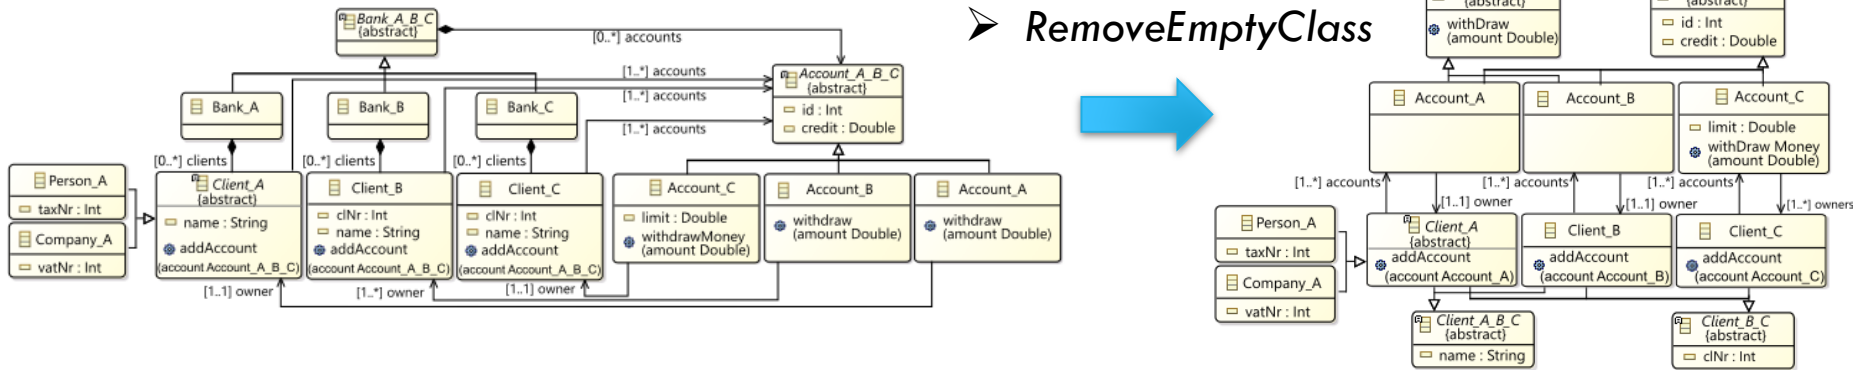 Bank_A_B_C
{abstract}
[0..*] accounts
[1..*] accounts
[1..*] accounts
[1..*] accounts
Account_A_B_C
{abstract}
id : Int
credit : Double
Bank_A
Bank_B
Bank_C
[0..*] clients
[0..*] clients
[0..*] clients
Person_A
taxNr : Int
Company_A
vatNr : Int
Client_A
{abstract}
name : String
addAccount
(account Account_A_B_C)
Client_B
clNr : Int
name : String
addAccount
(account Account_A_B_C)
Client_C
clNr : Int
name : String
addAccount
(account Account_A_B_C)
Account_C
limit : Double
withdrawMoney
(amount Double)
Account_B
withdraw
(amount Double)
Account_A
withdraw
(amount Double)
[1..1] owner
[1..*] owner
[1..1] owner
➢ RemoveEmptyClass
{abstract}
withDraw
(amount Double)
{abstract}
id : Int
credit : Double
Account_A
Account_B
Account_C
limit : Double
withDraw Money
(amount Double)
[1..*] accounts
[1..*] accounts
[1..*] accounts
[1..1] owner
[1..1] owner
[1..*] owners
Person_A
taxNr : Int
Company_A
vatNr : Int
Client_A
{abstract}
addAccount
(account Account_A)
Client_B
addAccount
(account Account_B)
Client_C
addAccount
(account Account_C)
Client_A_B_C
{abstract}
name : String
Client_B_C
{abstract}
clNr : Int